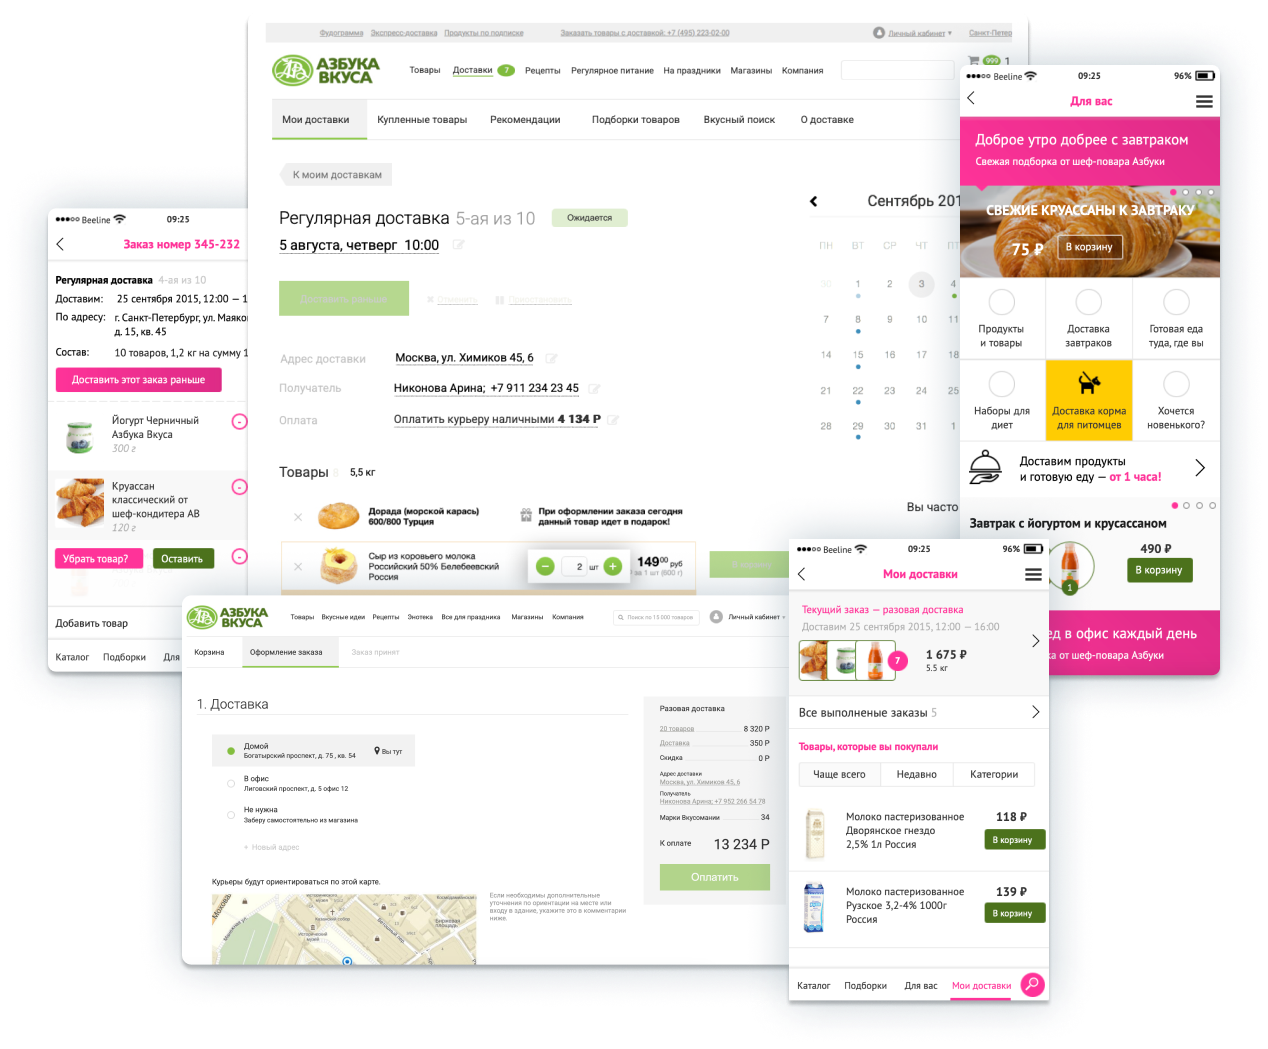 Фудограмма Экспресс-доставка Продукты по подписке Заказать товары с доставкой: +7 (495) 223-02-00 Личный кабинет ▾ Санкт-Петер
АЗБУКА ВКУСА
Товары Доставки 7 Рецепты Регулярное питание На праздники Магазины Компания 999 1
Мои доставки Купленные товары Рекомендации Подборки товаров Вкусный поиск О доставке
К моим доставкам
Регулярная доставка 5-ая из 10 Ожидается
5 августа, четверг 10:00
Отменить Приостановить
Адрес доставки Москва, ул. Химиков 45, 6
Получатель Никонова Арина; +7 911 234 23 45
Оплата Оплатить курьеру наличными 4 134 Р
Товары 5,5 кг
Дорада (морской карась)
600/800 Турция
При оформлении заказа сегодня
данный товар идет в подарок!
Сыр из коровьего молока
Российский 50% Белебеевский
Россия
2 шт
149 00 руб
за 1 шт (600 г)
Сентябрь 201
ПН ВТ СР ЧТ ПЯ
30 1 2 3 4
7 8 9 10 11
14 15 16 17 18
21 22 23 24 25
28 29 30 31 1
Вы часто
Beeline 09:25
Заказ номер 345-232
Регулярная доставка 4-ая из 10
Доставим: 25 сентября 2015, 12:00 — 1
По адресу: г. Санкт-Петербург, ул. Маяков
д. 15, кв. 45
Состав: 10 товаров, 1,2 кг на сумму 1
Доставить этот заказ раньше
Йогурт Черничный
Азбука Вкуса
300 г
-
Круассан
классический от
шеф-кондитера АВ
120 г
-
Убрать товар? Оставить -
Добавить товар
Каталог Подборки Для
Beeline 09:25 96%
Для вас
Доброе утро добрее с завтраком
Свежая подборка от шеф-повара Азбуки
СВЕЖИЕ КРУАССАНЫ К ЗАВТРАКУ
75 ₽ В корзину
Продукты
и товары
Доставка
завтраков
Готовая еда
туда, где вы
Наборы для
диет
Доставка корма
для питомцев
Хочется
новенького?
Доставим продукты
и готовую еду — от 1 часа!
Завтрак с йогуртом и крусассаном
490 ₽
В корзину
1
ед в офис каждый день
ка от шеф-повара Азбуки
АЗБУКА ВКУСА
Товары Вкусные идеи Рецепты Энотека Все для праздника Магазины Компания Поиск по 15 000 товаров Личный кабинет ▾
Корзина Оформление заказа Заказ принят
1. Доставка
Домой
Богатырский проспект, д. 75 , кв. 54
Вы тут
В офис
Лиговский проспект, д. 5 офис 12
Не нужна
Заберу самостоятельно из магазина
+ Новый адрес
Курьеры будут ориентироваться по этой карте.
Если необходимы дополнительные
уточнения по ориентации на месте или
входу в здание, укажите это в комментарии
ниже.
Разовая доставка
20 товаров 8 320 Р
Доставка 350 Р
Скидка 0 Р
Адрес доставки
Москва, ул. Химиков 45, 6
Получатель
Никонова Арина; +7 952 266 54 78
Марки Вкусомании 34
К оплате 13 234 Р
Оплатить
Beeline 09:25 96%
Мои доставки
Текущий заказ — разовая доставка
Доставим 25 сентября 2015, 12:00 — 16:00
7
1 675 ₽
5.5 кг
Все выполненые заказы 5
Товары, которые вы покупали
Чаще всего Недавно Категории
Молоко пастеризованное
Дворянское гнездо
2,5% 1л Россия
118 ₽
В корзину
Молоко пастеризованное
Рузское 3,2-4% 1000г
Россия
139 ₽
В корзину
Каталог Подборки Для вас Мои доставки